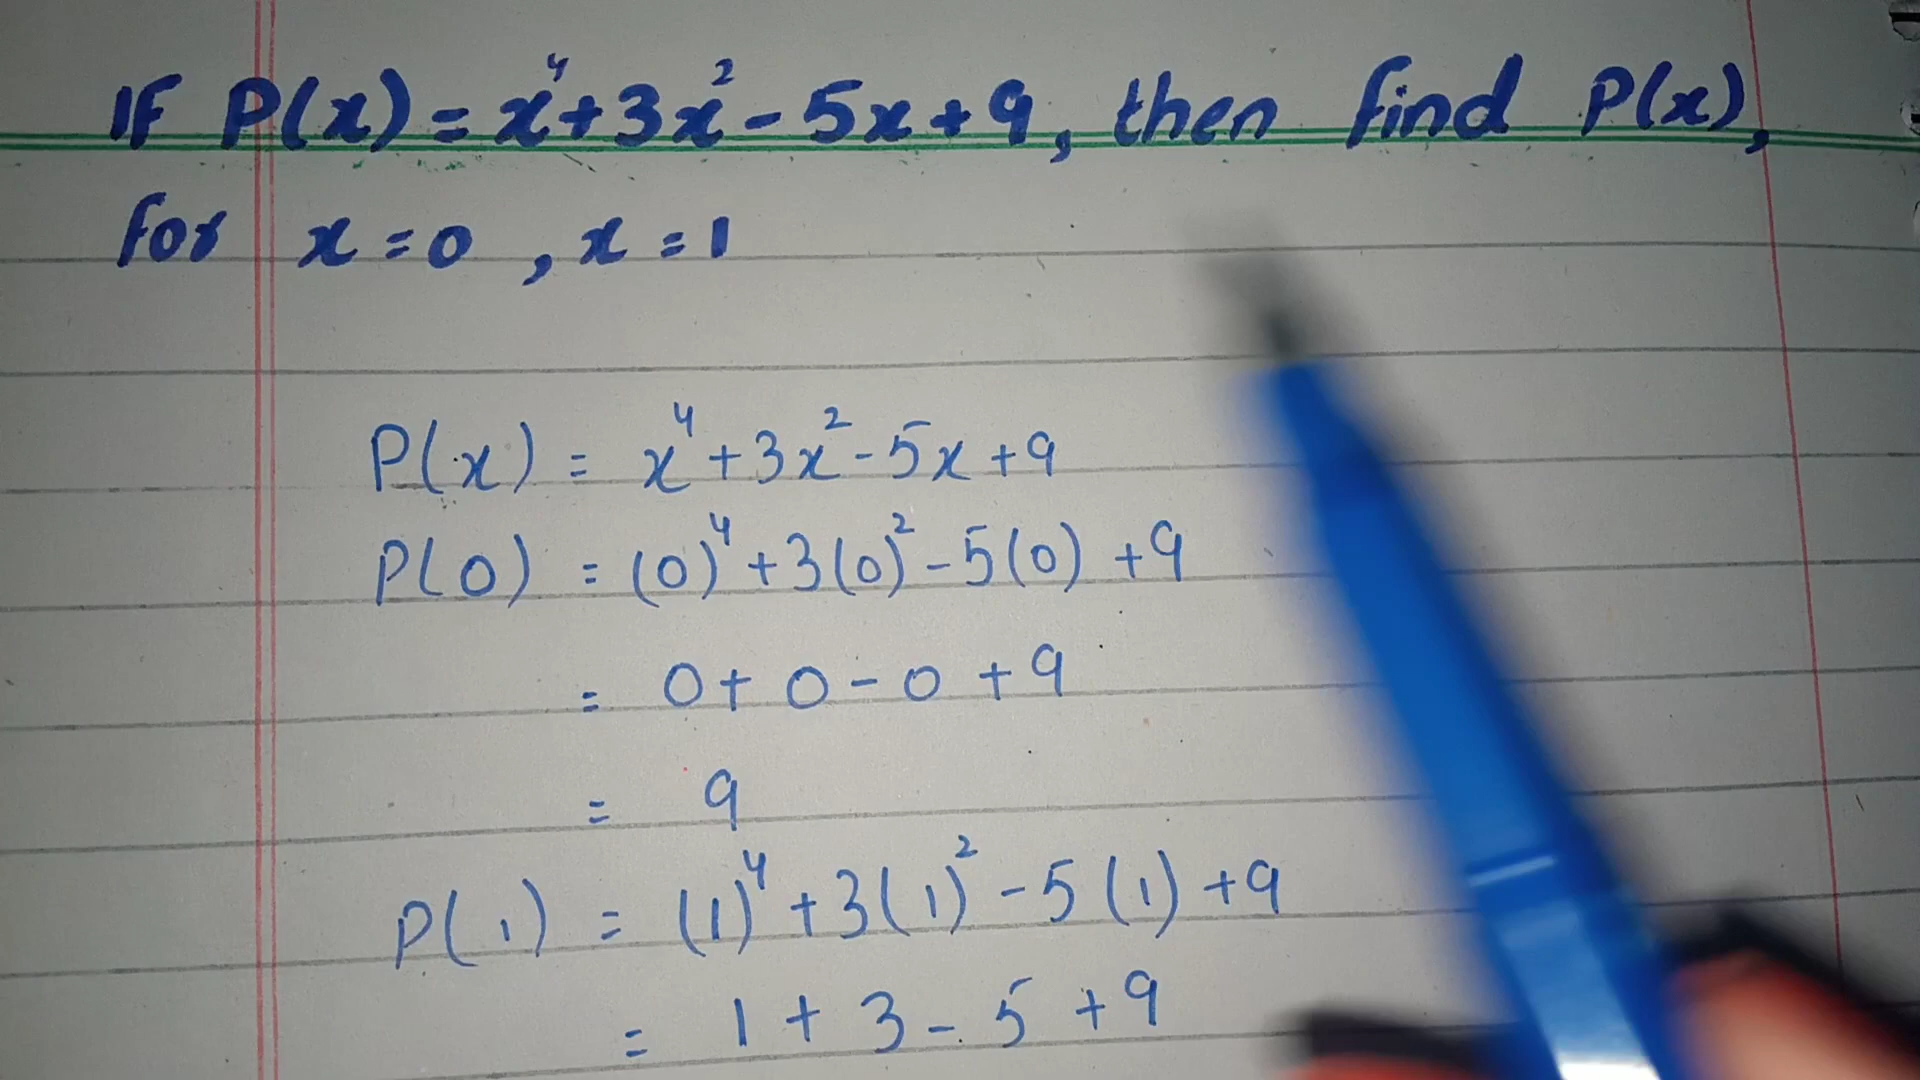 IF P(x) = x⁴+3x²-5x+9, then find P(x),
for x=0, x=1
P(x) = x⁴+3x²-5x+9
P(0) = (0)⁴+3(0)²-5(0)+9
= 0+0-0+9
= 9
P(1) = (1)⁴+3(1)²-5(1)+9
= 1+3-5+9